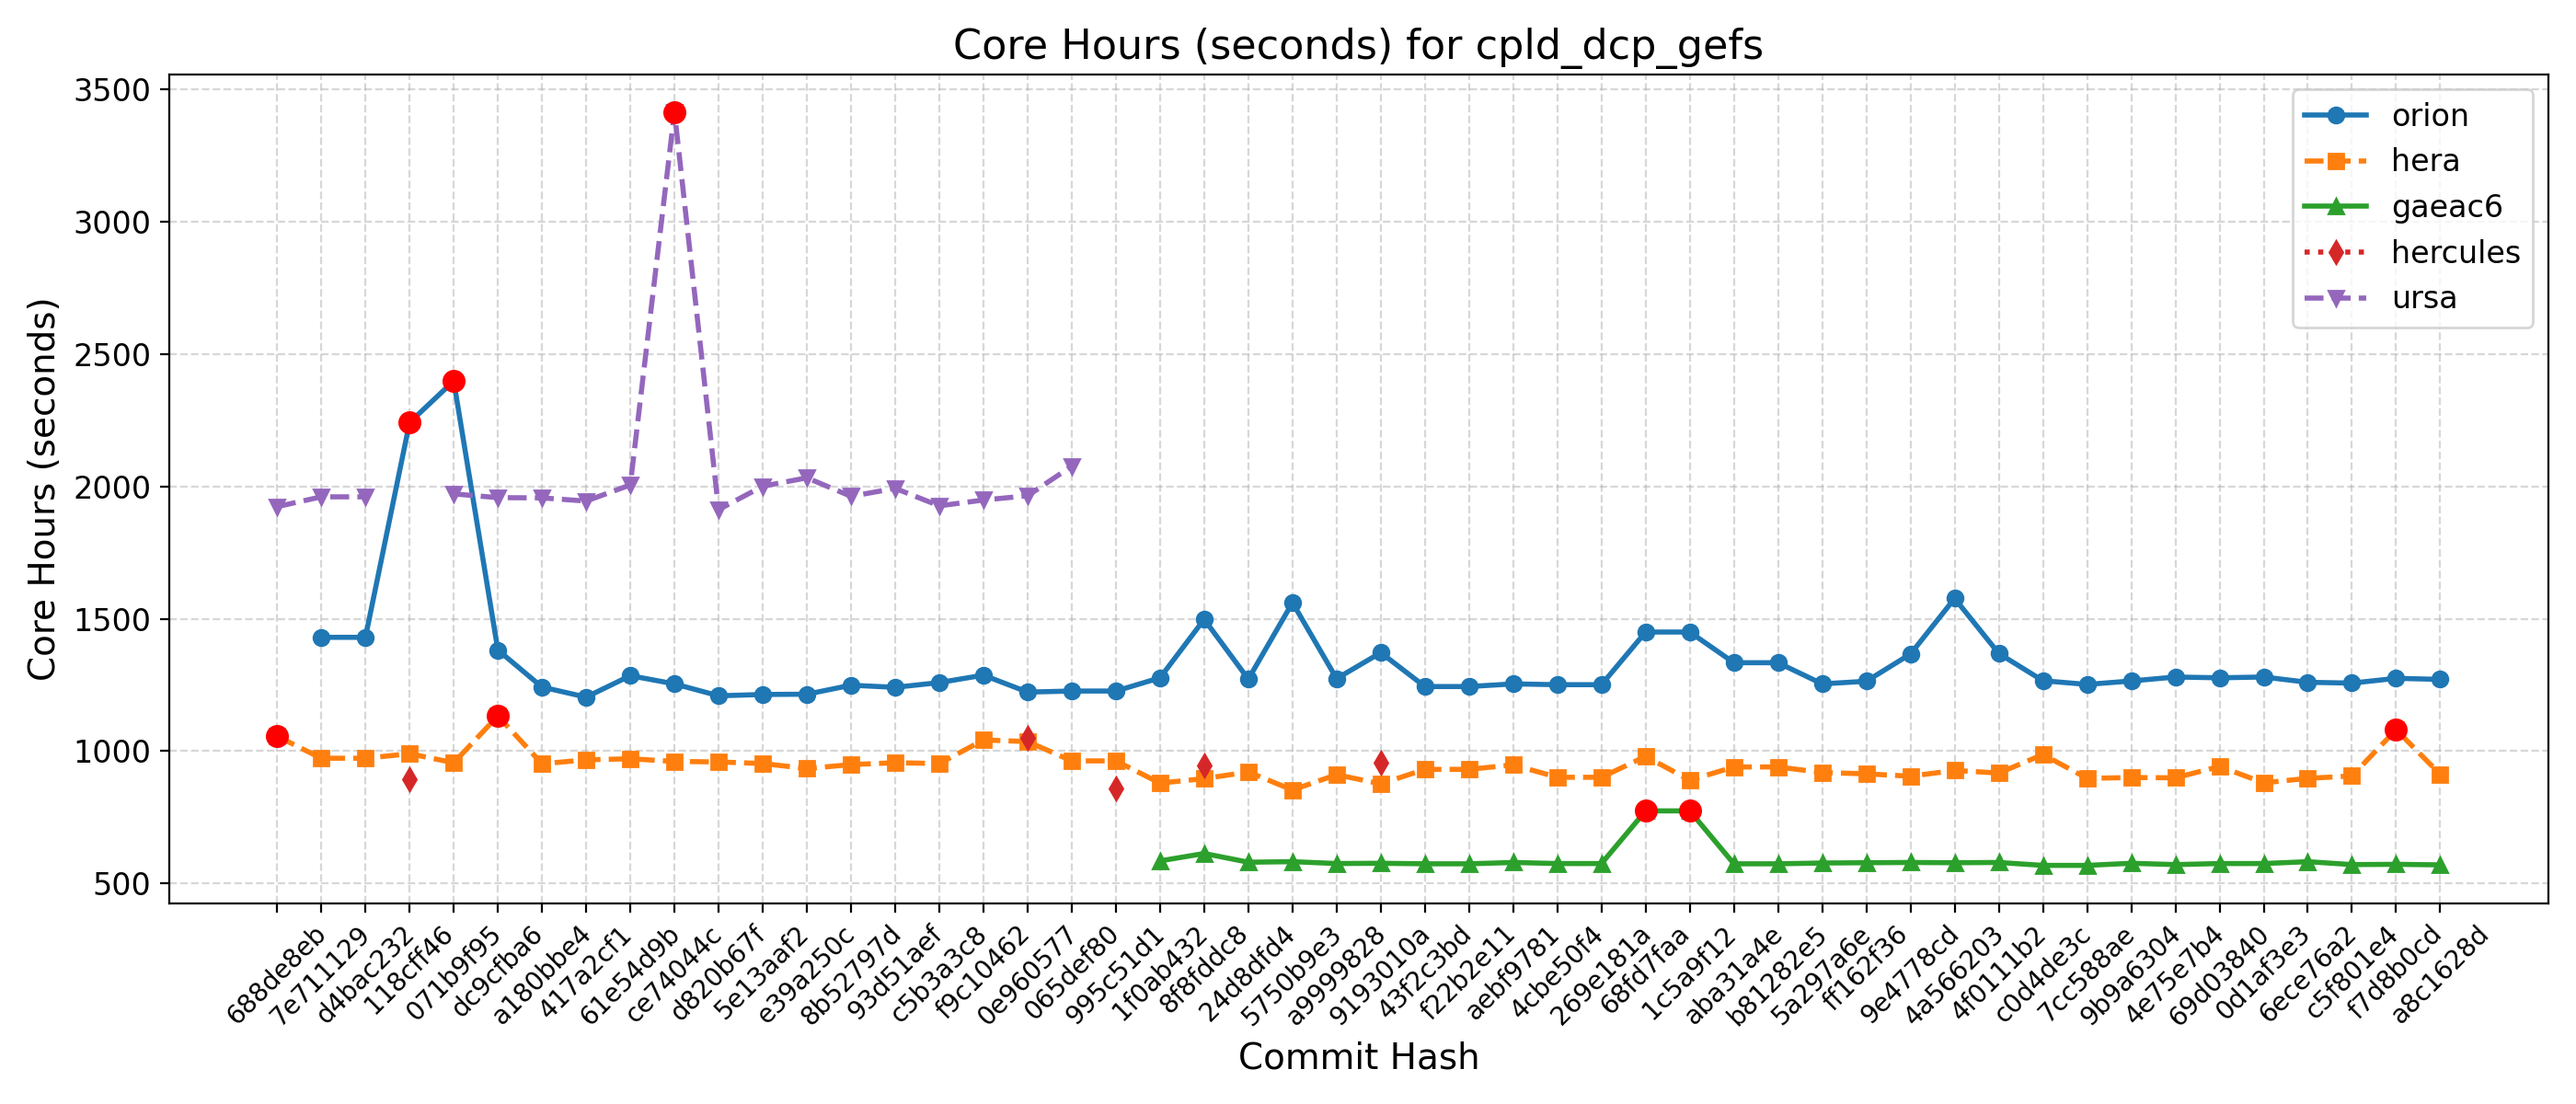 Core Hours (seconds) for cpld_dcp_gefs
Core Hours (seconds)
3500
3000
2500
2000
1500
1000
500
orion
hera
gaeac6
hercules
ursa
688de8eb
7e711129
d4bac232
118cff46
071b9f95
dc9cfba6
a180bbe4
417a2cf1
61e54d9b
ce74044c
d820b67f
5e13aaf2
e39a250c
8b52797d
93d51aef
c5b3a3c8
f9c10462
0e960577
065def80
995c51d1
1f0ab432
8f8fddc8
24d8dfd4
5750b9e3
a9999828
9193010a
43f2c3bd
f22b2e11
aebf9781
4cbe50f4
269e181a
68fd7faa
1c5a9f12
aba31a4e
b81282e5
5a297a6e
ff162f36
9e4778cd
4a566203
4f0111b2
c0d4de3c
7cc588ae
9b9a6304
4e75e7b4
69d03840
0d1af3e3
6ece76a2
c5f801e4
f7d8b0cd
a8c1628d
Commit Hash